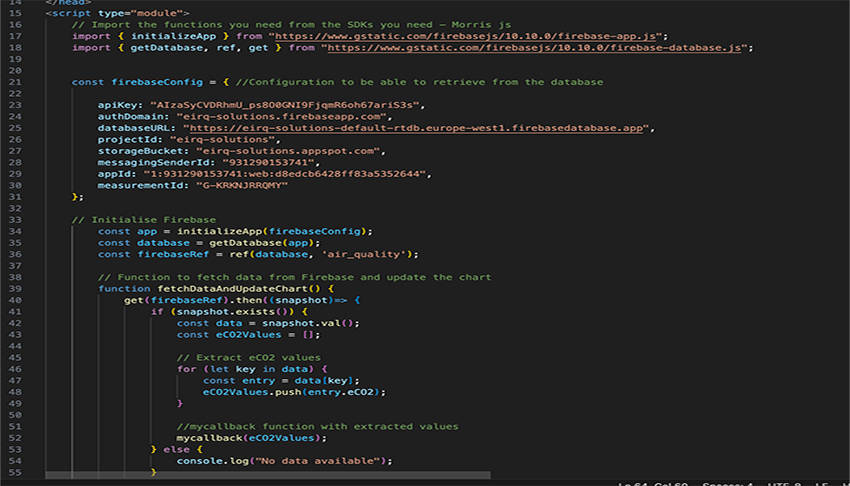 14 </head>
15 <script type="module">
16 // Import the functions you need from the SDKs you need – Morris js
17 import { initializeApp } from "https://www.gstatic.com/firebasejs/10.10.0/firebase-app.js";
18 import { getDatabase, ref, get } from "https://www.gstatic.com/firebasejs/10.10.0/firebase-database.js";
19
20
21 const firebaseConfig = { //Configuration to be able to retrieve from the database
22
23 apiKey: "AIzaSyCVDRhmU_ps8O0GNI9FjqmR6oh67ariS3s",
24 authDomain: "eirq-solutions.firebaseapp.com",
25 databaseURL: "https://eirq-solutions-default-rtdb.europe-west1.firebasedatabase.app",
26 projectId: "eirq-solutions",
27 storageBucket: "eirq-solutions.appspot.com",
28 messagingSenderId: "931290153741",
29 appId: "1:931290153741:web:d8edcb6428ff83a5352644",
30 measurementId: "G-KRKNJRRQMY"
31 };
32
33 // Initialise Firebase
34 const app = initializeApp(firebaseConfig);
35 const database = getDatabase(app);
36 const firebaseRef = ref(database, 'air_quality');
37
38 // Function to fetch data from Firebase and update the chart
39 function fetchDataAndUpdateChart() {
40 get(firebaseRef).then((snapshot)=> {
41 if (snapshot.exists()) {
42 const data = snapshot.val();
43 const eCO2Values = [];
44
45 // Extract eCO2 values
46 for (let key in data) {
47 const entry = data[key];
48 eCO2Values.push(entry.eCO2);
49 }
50
51 //mycallback function with extracted values
52 mycallback(eCO2Values);
53 } else {
54 console.log("No data available");
55 }